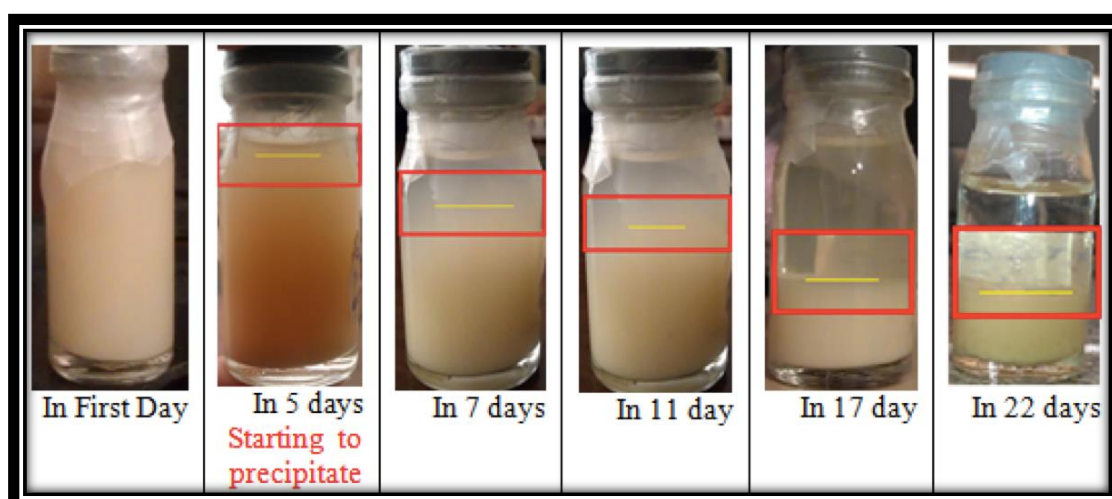 In First Day
In 5 days
Starting to
precipitate
In 7 days
In 11 day
In 17 day
In 22 days